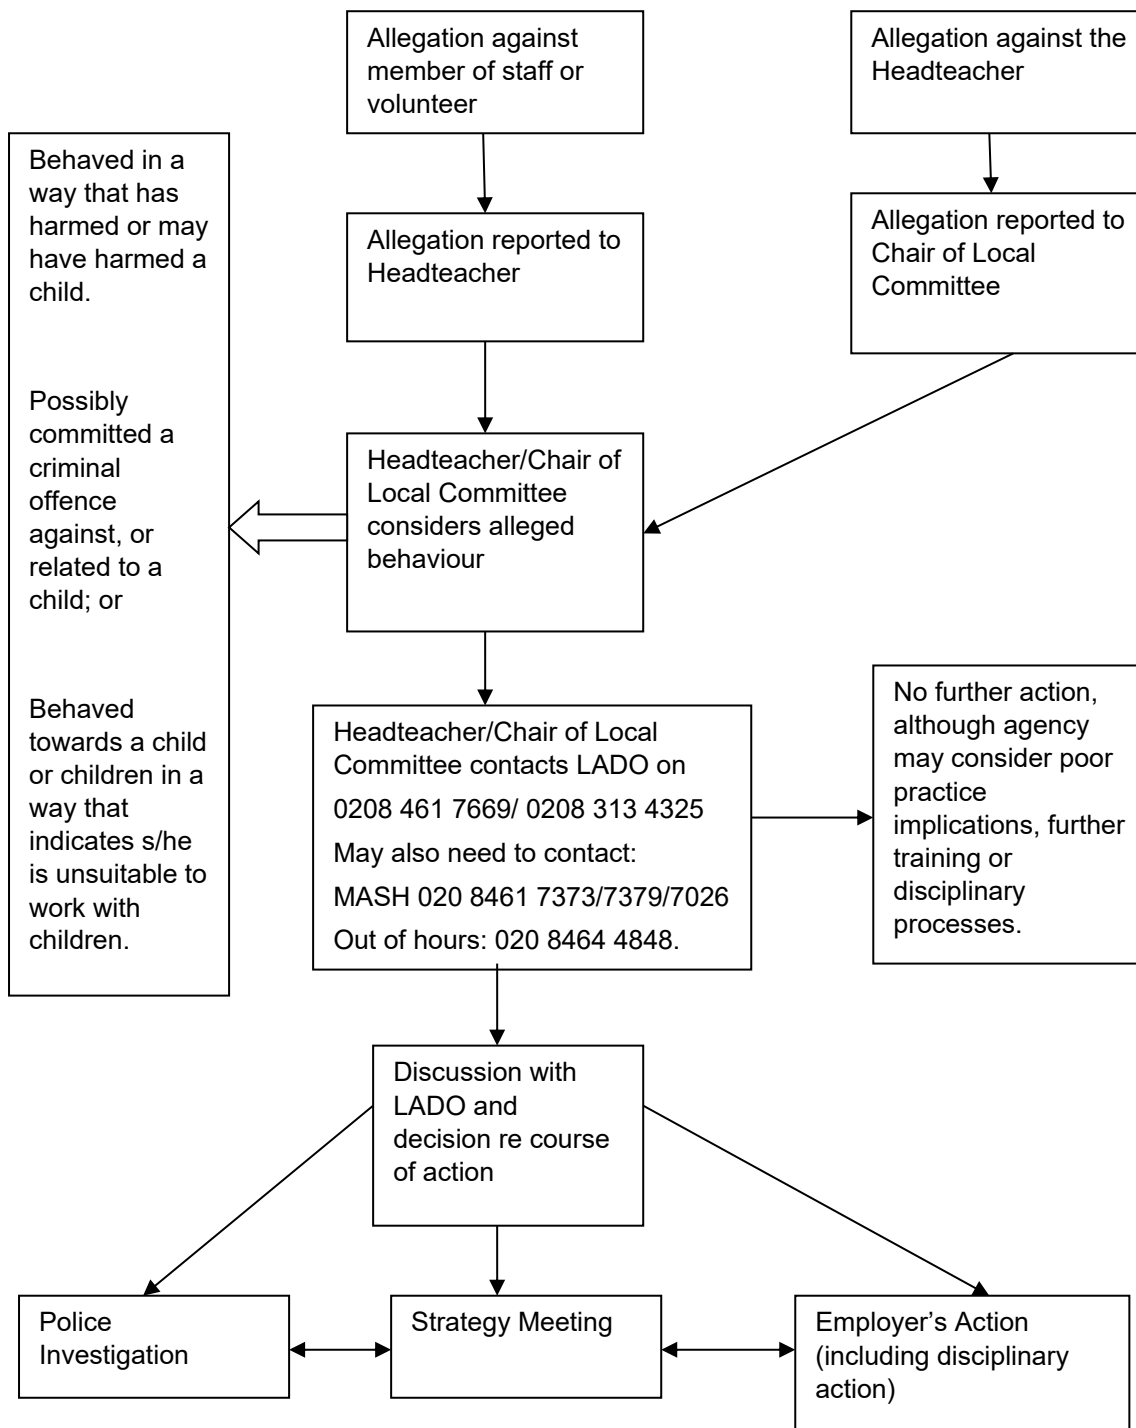 Allegation against
member of staff or
volunteer
Allegation against the
Headteacher
Behaved in a
way that has
harmed or may
have harmed a
child.
Possibly
committed a
criminal
offence
against, or
related to a
child; or
Behaved
towards a child
or children in a
way that
indicates s/he
is unsuitable to
work with
children.
Allegation reported to
Headteacher
Allegation reported to
Chair of Local
Committee
Headteacher/Chair of
Local Committee
considers alleged
behaviour
Headteacher/Chair of Local
Committee contacts LADO on
0208 461 7669/ 0208 313 4325
May also need to contact:
MASH 020 8461 7373/7379/7026
Out of hours: 020 8464 4848.
No further action,
although agency
may consider poor
practice
implications, further
training or
disciplinary
processes.
Discussion with
LADO and
decision re course
of action
Police
Investigation
Strategy Meeting
Employer’s Action
(including disciplinary
action)